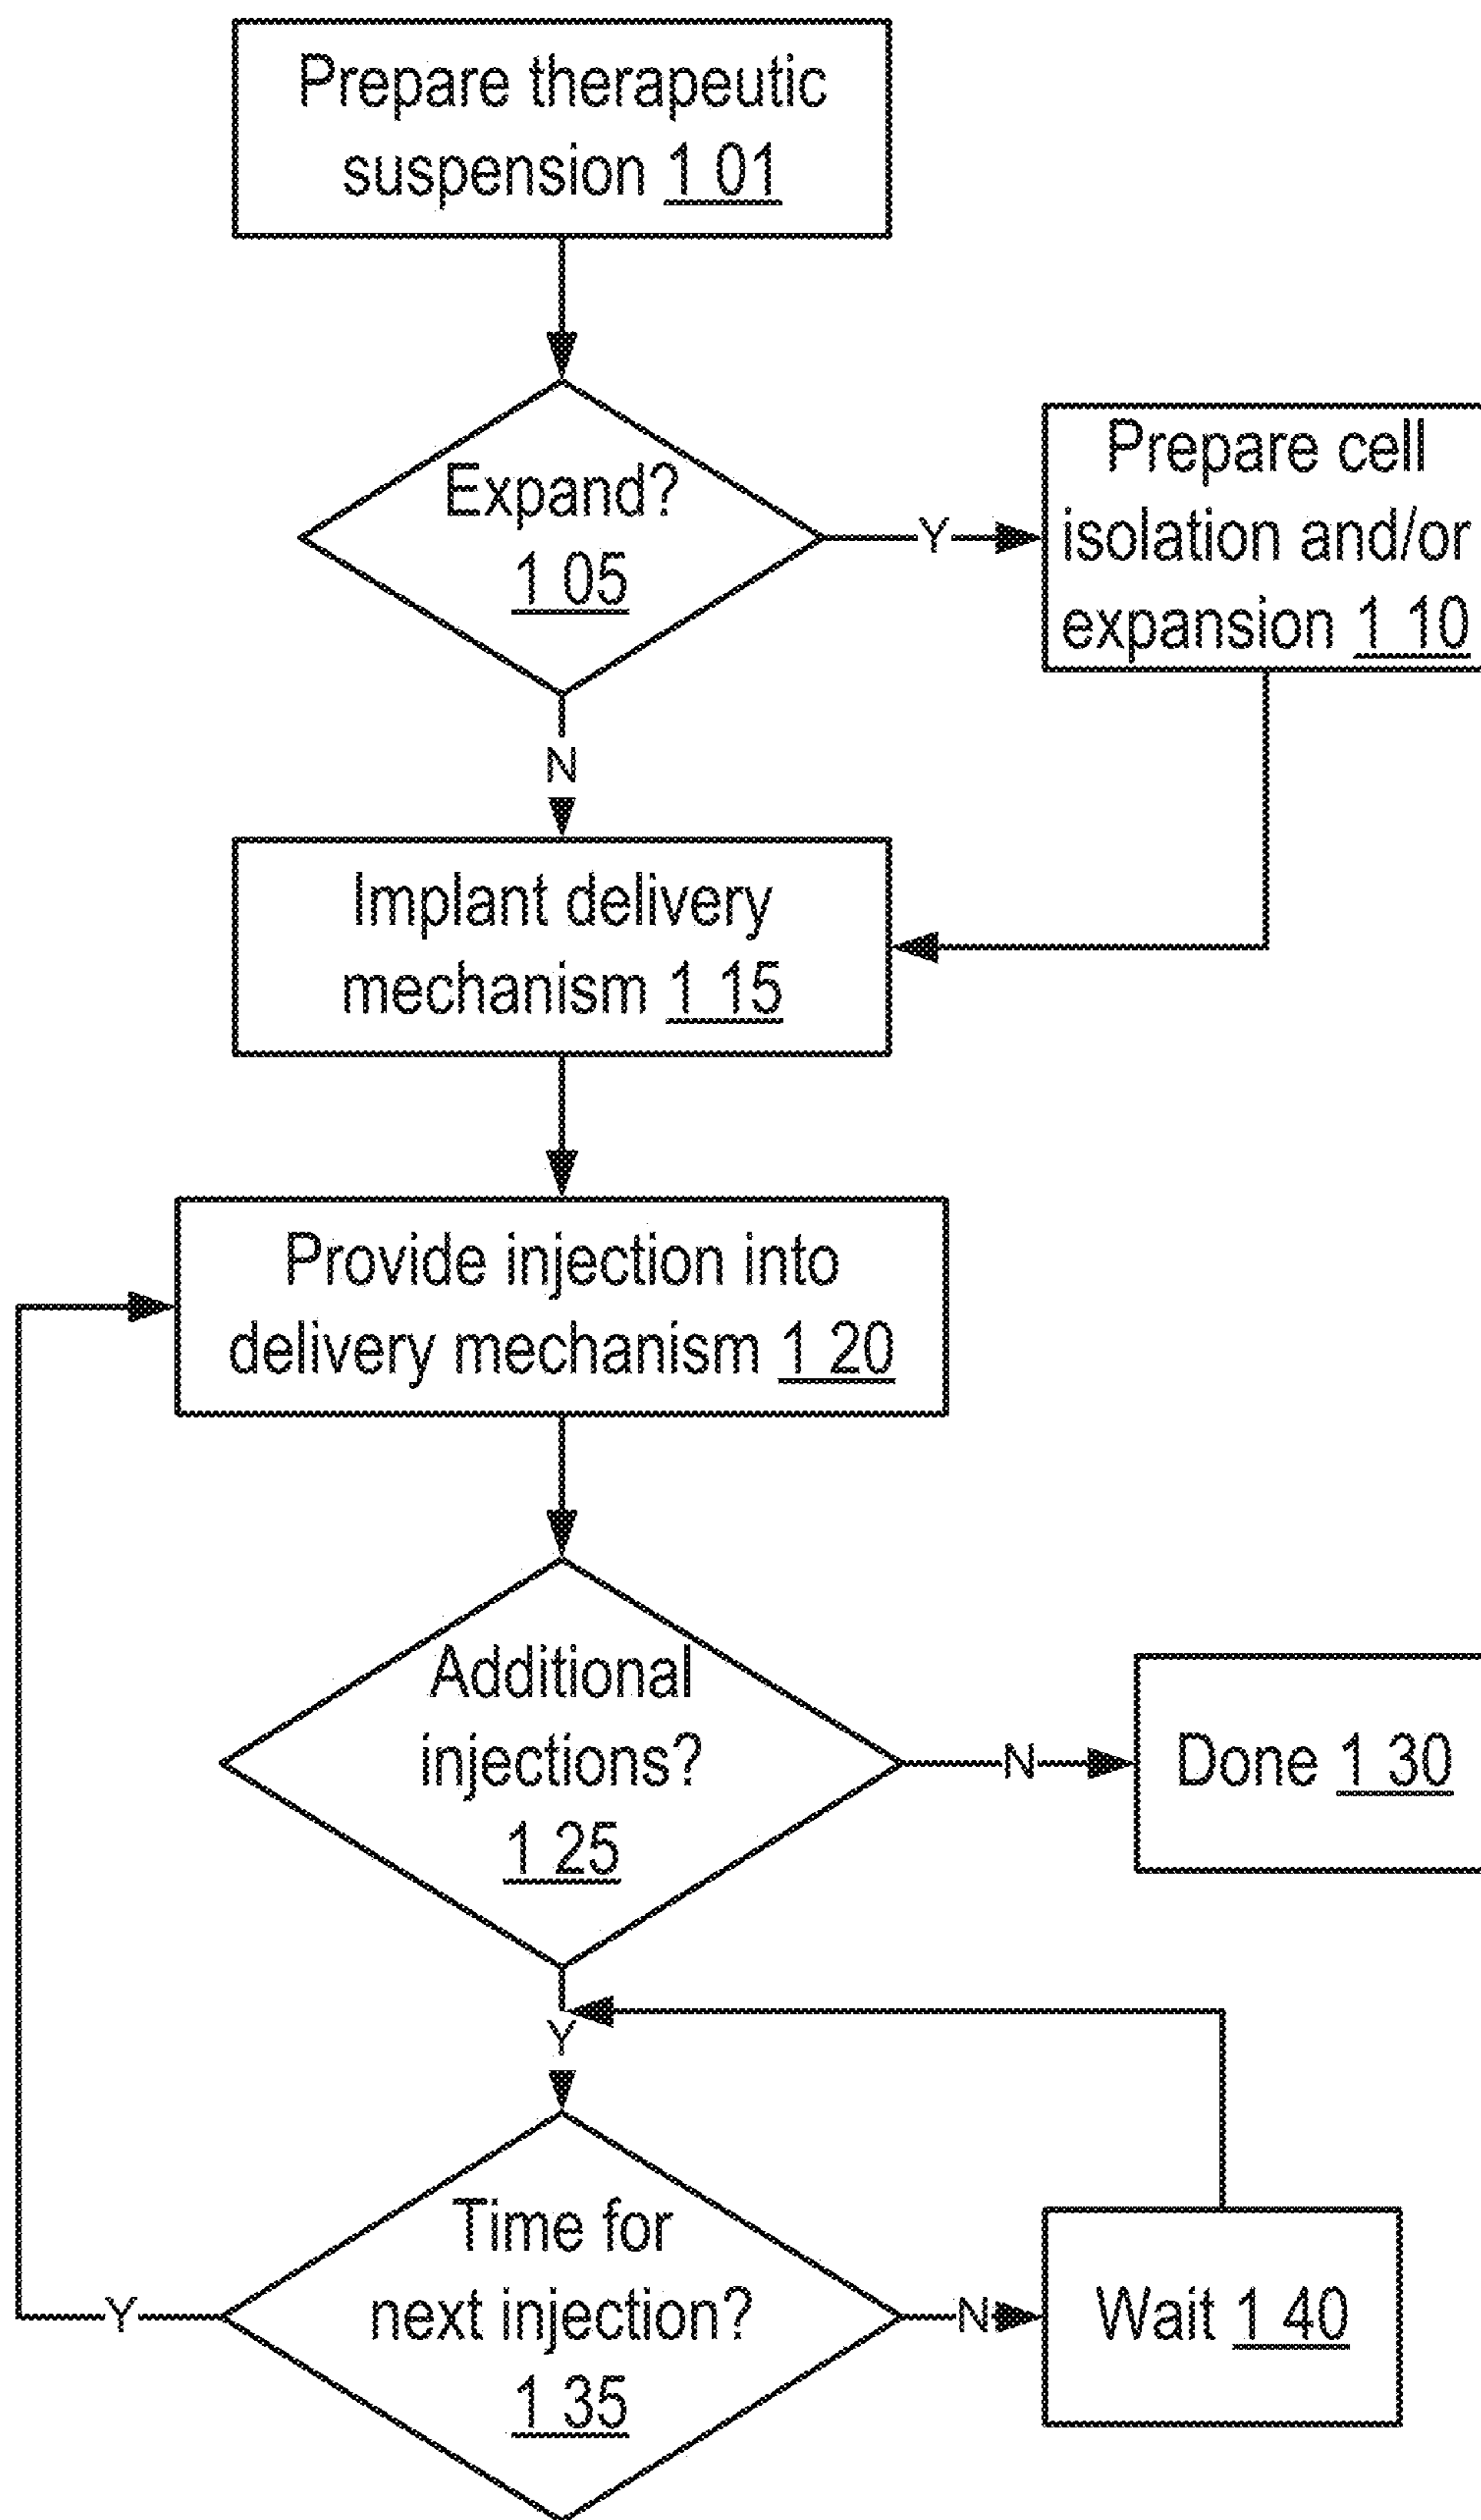 Prepare therapeutic
suspension 1 01
Expand?
1 05
Y
Prepare cell
isolation and/or
expansion 1 10
N
Implant delivery
mechanism 1 15
Provide injection into
delivery mechanism 1 20
Additional
injections?
1 25
N
Done 1 30
Y
Time for
next injection?
1 35
Y
N
Wait 1 40